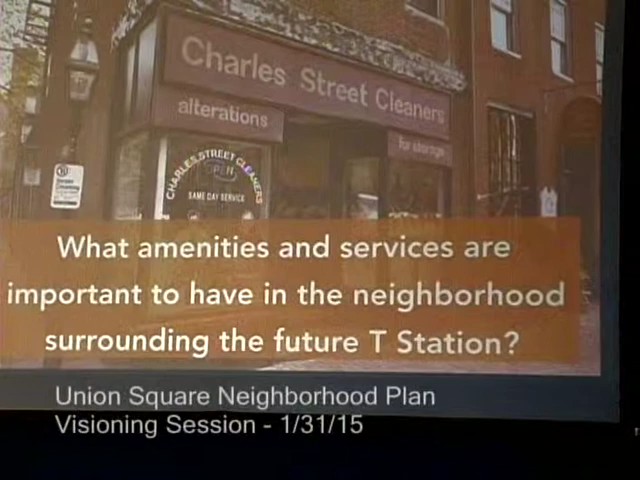 Charles Street Cleaners
alterations
for storage
CHARLES STREET CLEANERS
OPEN
SAME DAY SERVICE
What amenities and services are
important to have in the neighborhood
surrounding the future T Station?
Union Square Neighborhood Plan
Visioning Session - 1/31/15